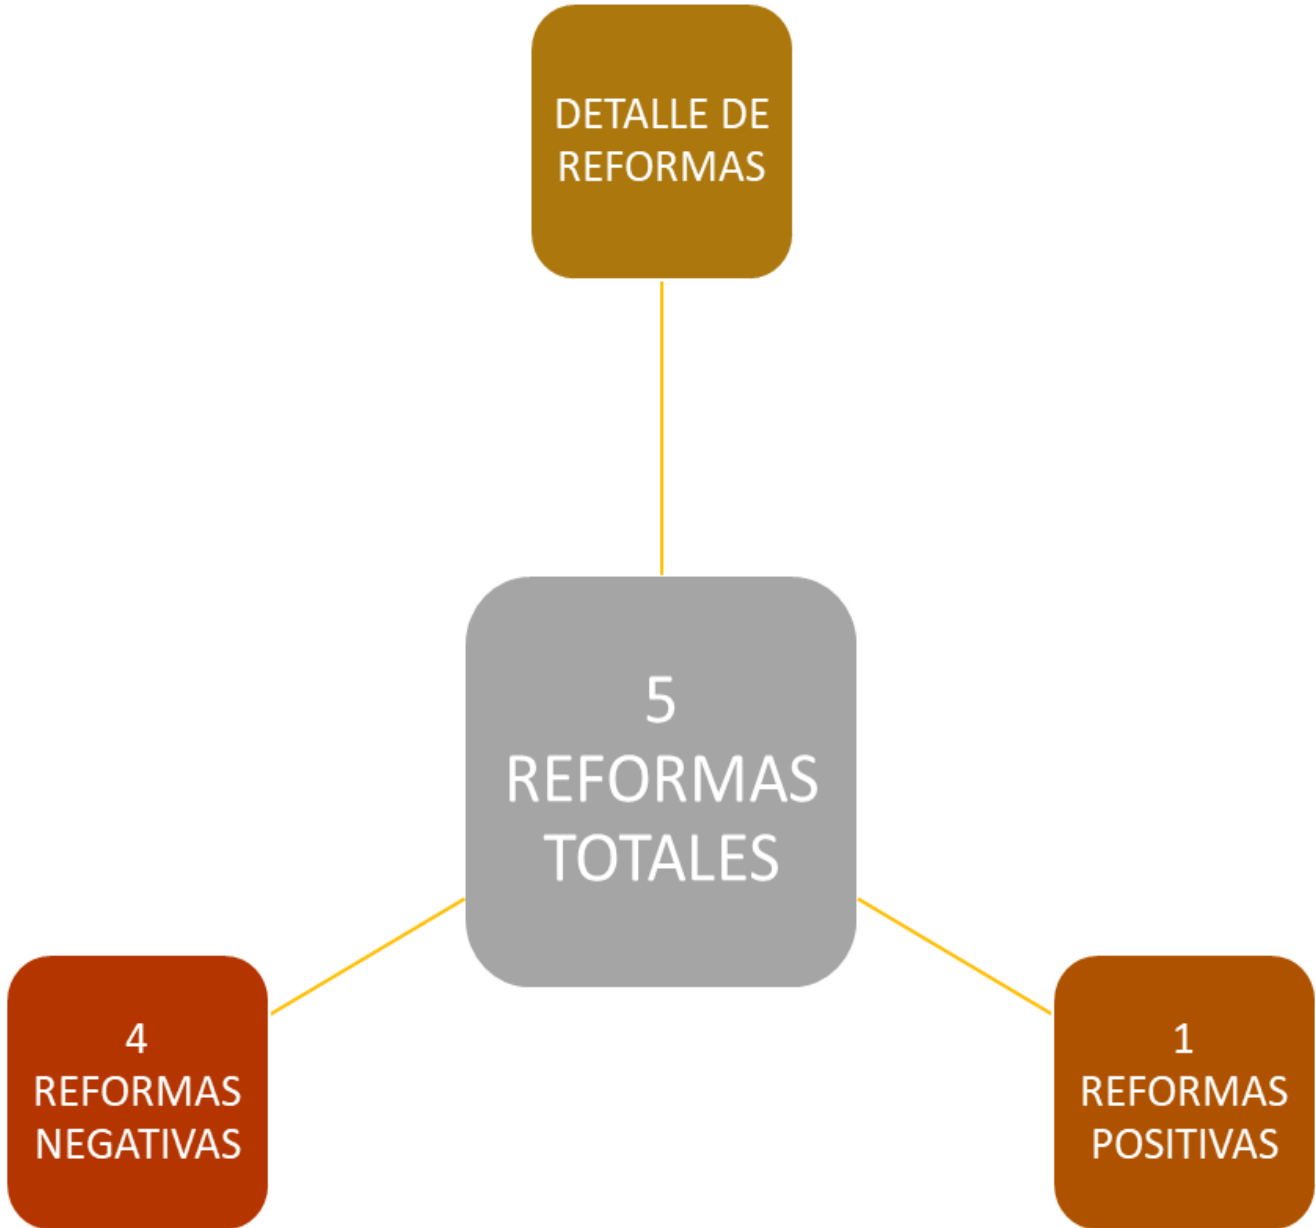 DETALLE DE
REFORMAS
5
REFORMAS
TOTALES
4
REFORMAS
NEGATIVAS
1
REFORMAS
POSITIVAS